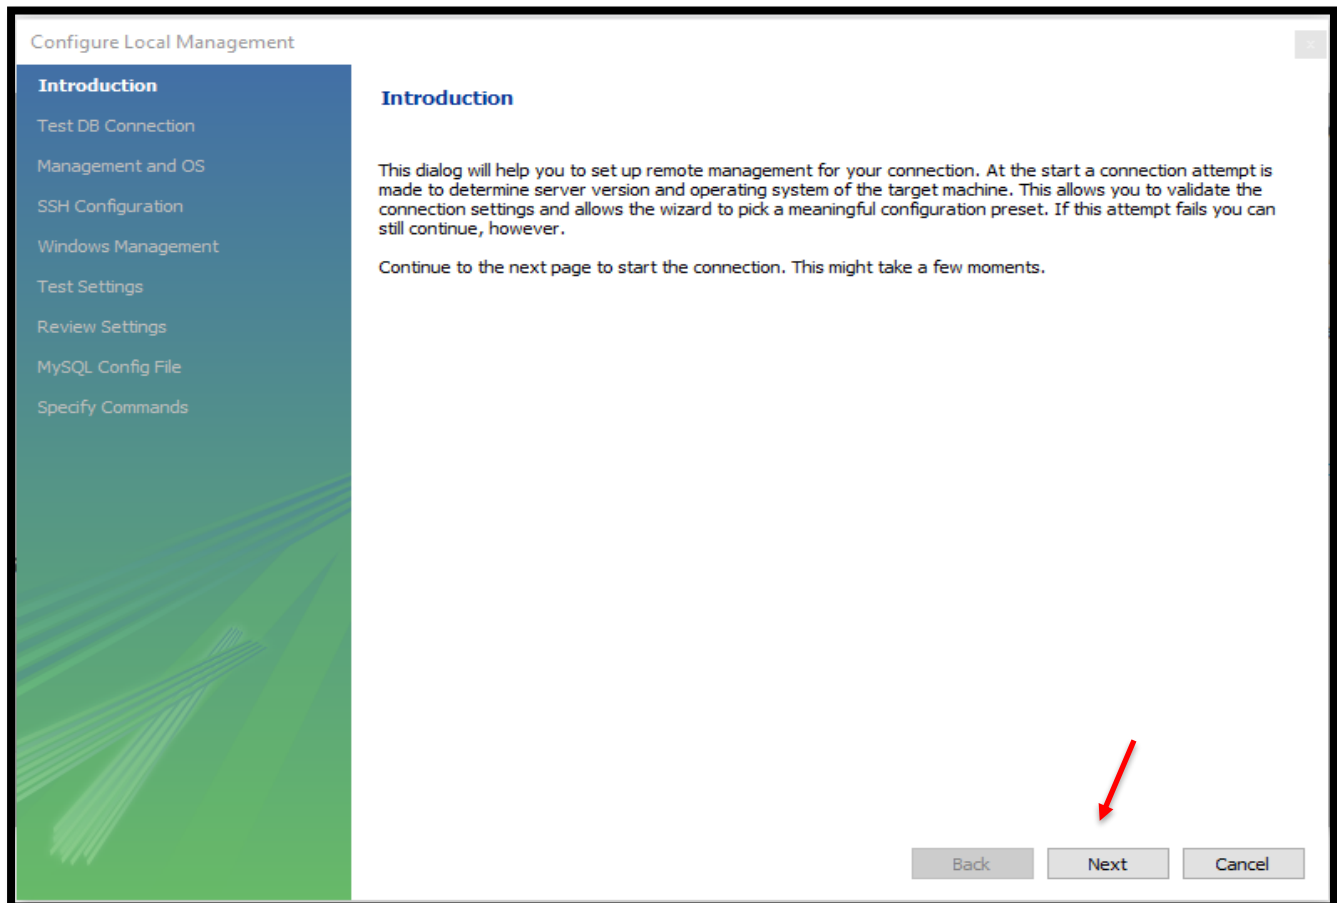 Configure Local Management
x
Introduction
Test DB Connection
Management and OS
SSH Configuration
Windows Management
Test Settings
Review Settings
MySQL Config File
Specify Commands
Introduction
This dialog will help you to set up remote management for your connection. At the start a connection attempt is
made to determine server version and operating system of the target machine. This allows you to validate the
connection settings and allows the wizard to pick a meaningful configuration preset. If this attempt fails you can
still continue, however.
Continue to the next page to start the connection. This might take a few moments.
Back
Next
Cancel